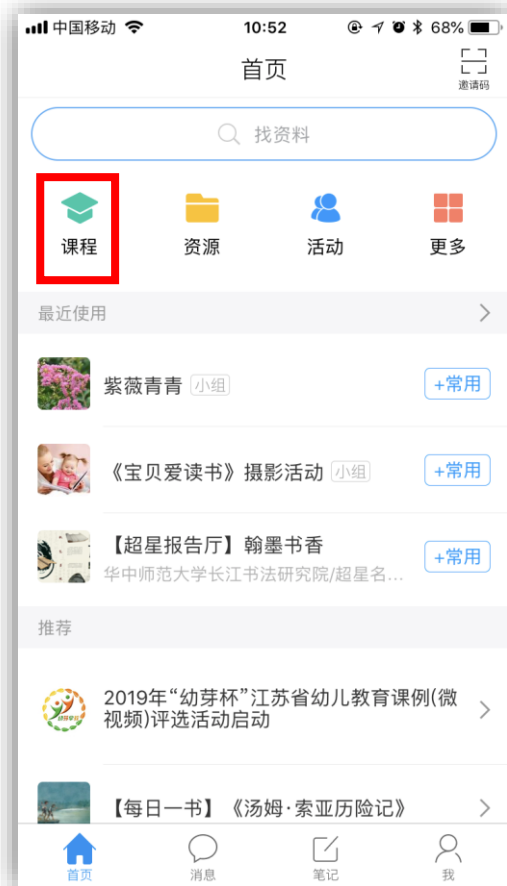 中国移动 10:52 68%
首页
邀请码
找资料
课程 资源 活动 更多
最近使用
紫薇青青 小组 +常用
《宝贝爱读书》摄影活动 小组 +常用
【超星报告厅】翰墨书香 +常用
华中师范大学长江书法研究院/超星名...
推荐
2019年“幼芽杯”江苏省幼儿教育课例(微
视频)评选活动启动
【每日一书】《汤姆·索亚历险记》
首页 消息 笔记 我